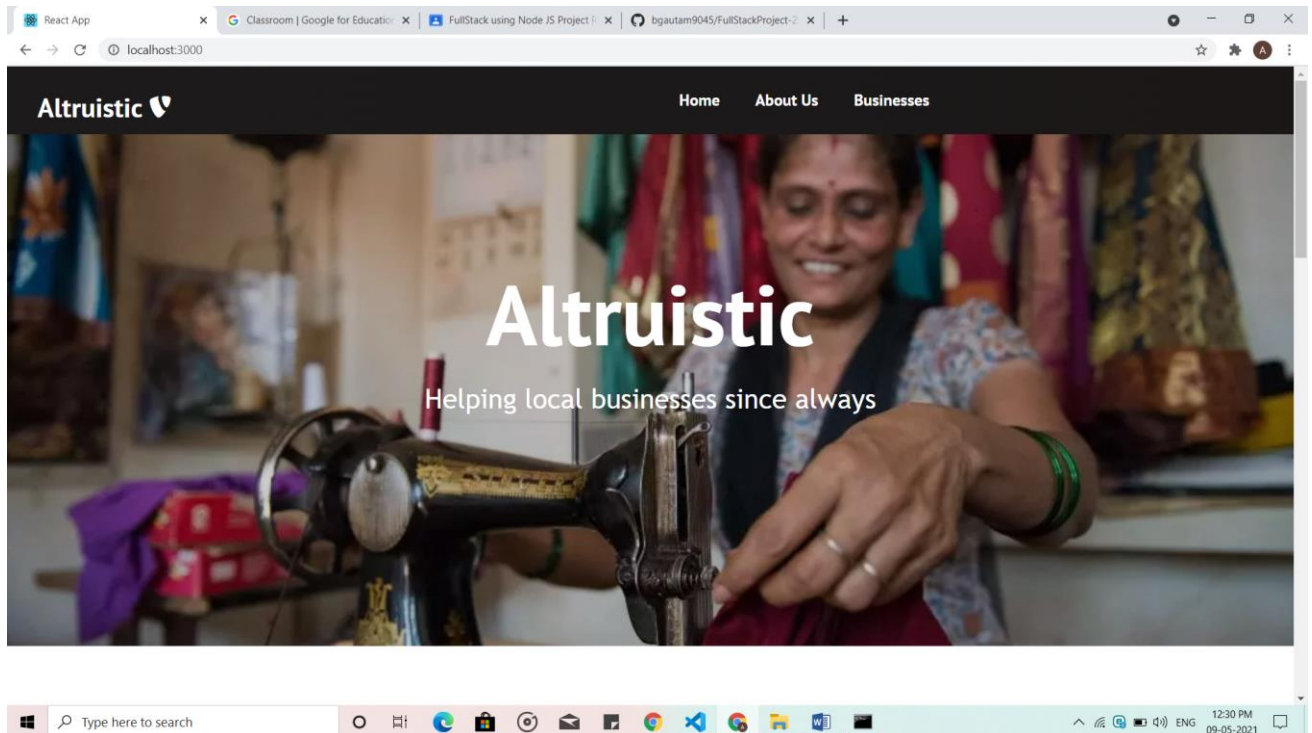 React App
Classroom | Google for Education
FullStack using Node JS Project R
bgautam9045/FullStackProject-2
localhost:3000
A
Altruistic
Home About Us Businesses
Altruistic
Helping local businesses since always
Type here to search
ENG
12:30 PM
09-05-2021